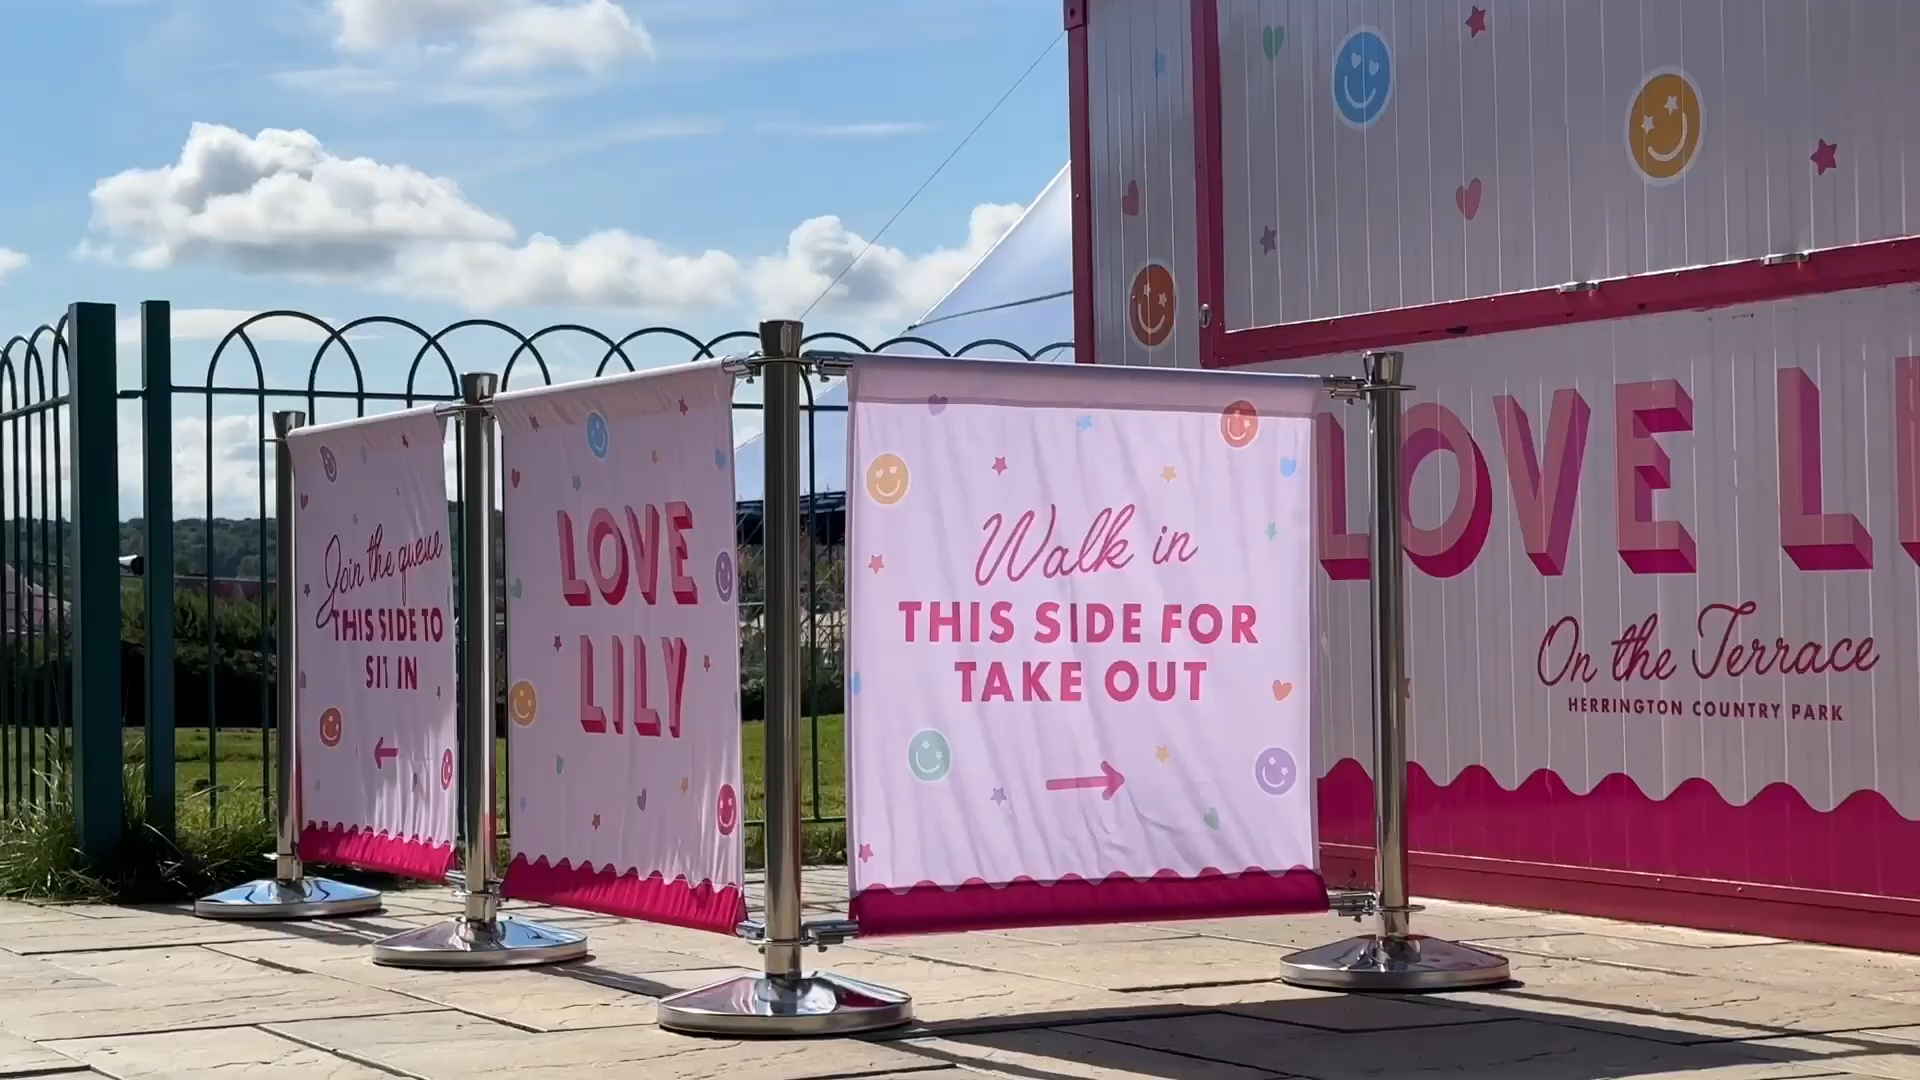 Join the queue
THIS SIDE TO
SIT IN
LOVE
LILY
Walk in
THIS SIDE FOR
TAKE OUT
LOVE L
On the Terrace
HERRINGTON COUNTRY PARK